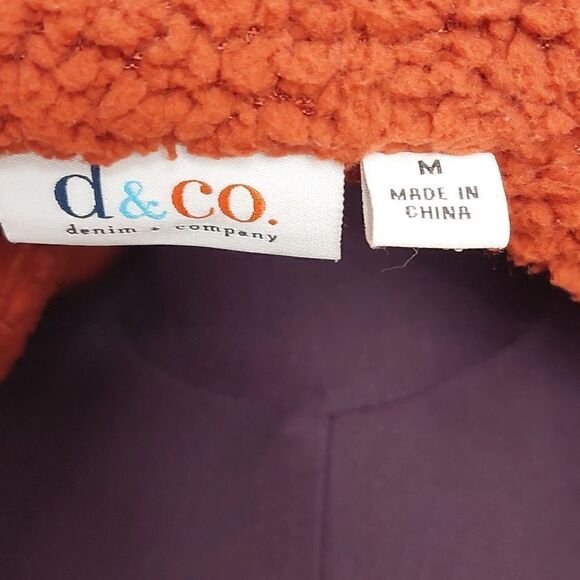 d&co.
denim + company
M
MADE IN
CHINA